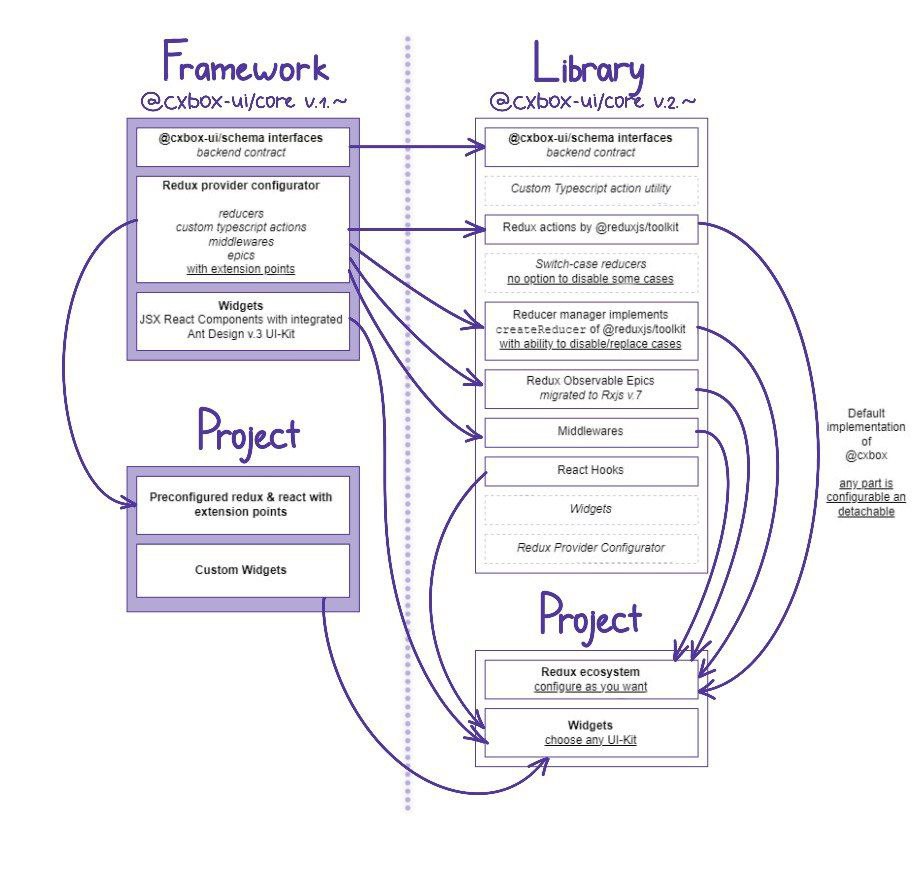 Framework
@cxbox-ui/core v.1.~
@cxbox-ui/schema interfaces
backend contract
Redux provider configurator
reducers
custom typescript actions
middlewares
epics
with extension points
Widgets
JSX React Components with integrated
Ant Design v.3 UI-Kit
Project
Preconfigured redux & react with
extension points
Custom Widgets
Library
@cxbox-ui/core v.2.~
@cxbox-ui/schema interfaces
backend contract
Custom Typescript action utility
Redux actions by @reduxjs/toolkit
Switch-case reducers
no option to disable some cases
Reducer manager implements
createReducer of @reduxjs/toolkit
with ability to disable/replace cases
Redux Observable Epics
migrated to Rxjs v.7
Middlewares
React Hooks
Widgets
Redux Provider Configurator
Project
Redux ecosystem
configure as you want
Widgets
choose any UI-Kit
Default
implementation
of
@cxbox
any part is
configurable an
detachable